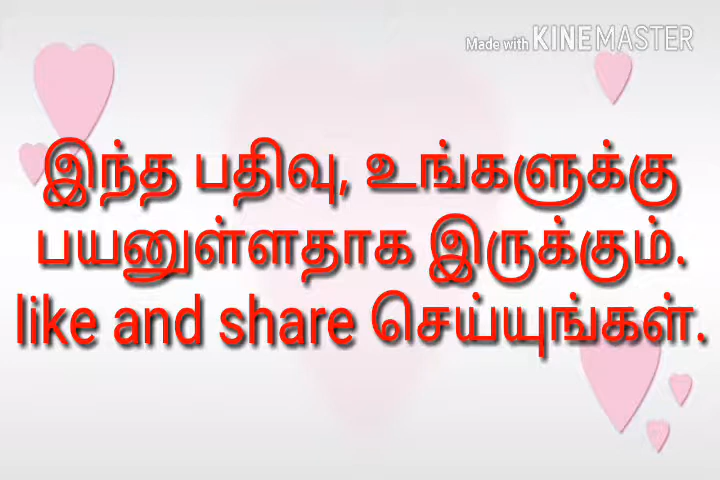 Made with KINEMASTER
இந்த பதிவு, உங்களுக்கு
பயனுள்ளதாக இருக்கும்.
like and share செய்யுங்கள்.